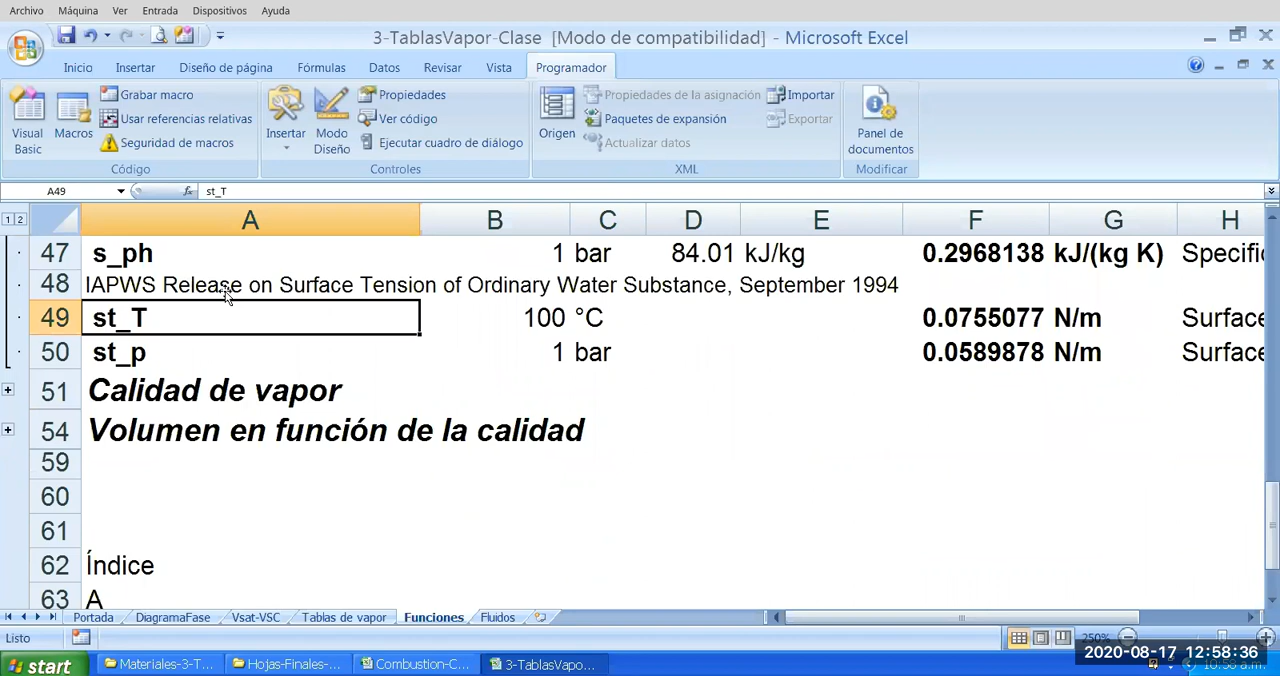 Archivo Máquina Ver Entrada Dispositivos Ayuda
3-TablasVapor-Clase [Modo de compatibilidad] - Microsoft Excel
Inicio Insertar Diseño de página Fórmulas Datos Revisar Vista Programador
Visual Basic
Macros
Grabar macro
Usar referencias relativas
Seguridad de macros
Código
Insertar
Modo Diseño
Propiedades
Ver código
Ejecutar cuadro de diálogo
Controles
Origen
Propiedades de la asignación
Paquetes de expansión
Actualizar datos
Importar
Exportar
XML
Panel de documentos
Modificar
A49 fx st_T
1 2 A B C D E F G H
47 s_ph 1 bar 84.01 kJ/kg 0.2968138 kJ/(kg K) Specific
48 IAPWS Release on Surface Tension of Ordinary Water Substance, September 1994
49 st_T 100 °C 0.0755077 N/m Surface
50 st_p 1 bar 0.0589878 N/m Surface
51 Calidad de vapor
54 Volumen en función de la calidad
59
60
61
62 Índice
63 A
Portada DiagramaFase Vsat-VSC Tablas de vapor Funciones Fluidos
Listo 250%
start Materiales-3-T... Hojas-Finales-... Combustion-C... 3-TablasVapo...
2020-08-17 12:58:36
10:58 a.m.